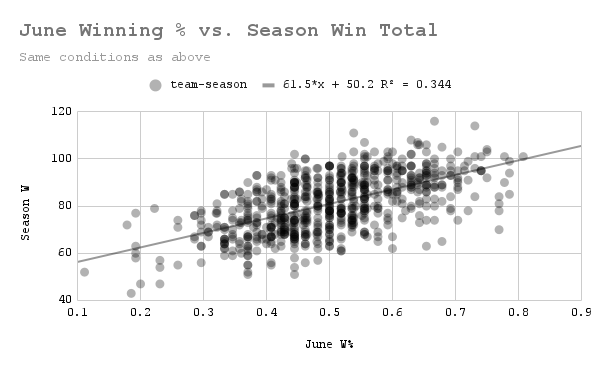 June Winning % vs. Season Win Total
Same conditions as above
team-season 61.5*x + 50.2 R² = 0.344
120
100
80
60
40
Season W
0.1 0.2 0.3 0.4 0.5 0.6 0.7 0.8 0.9
June W%